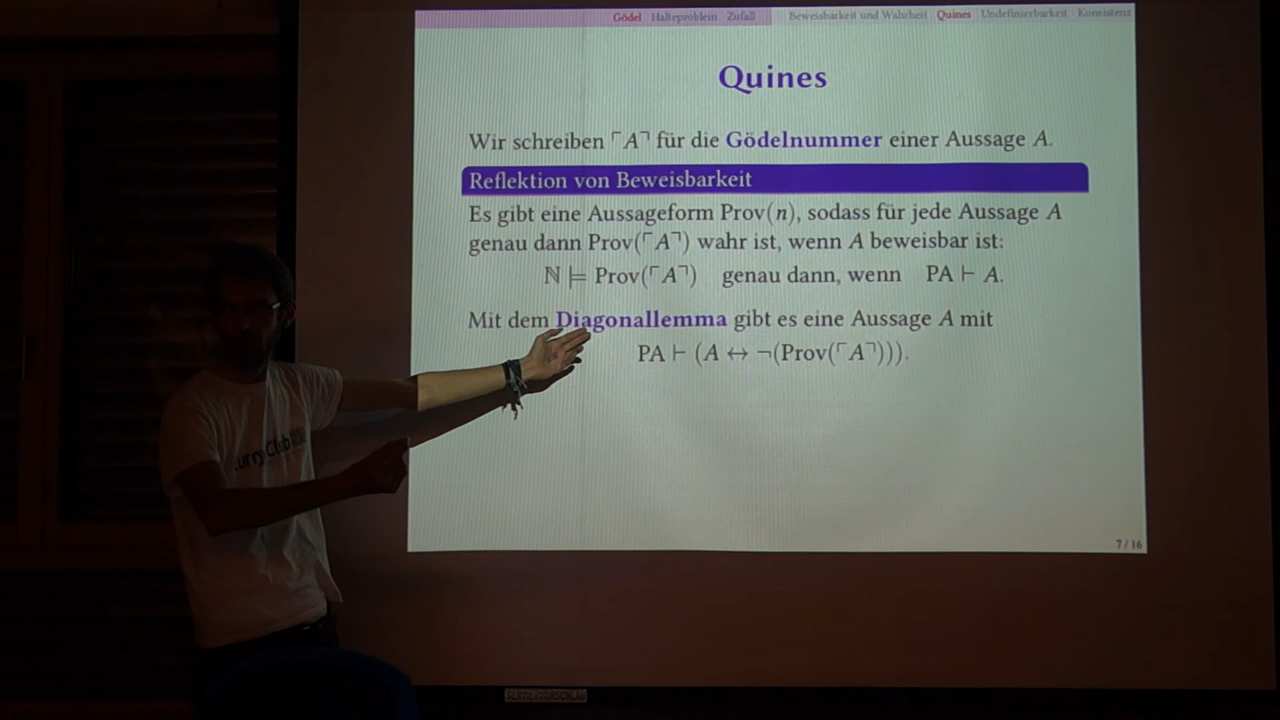 Gödel Halteproblem Zufall Beweisbarkeit und Wahrheit Quines Undefinierbarkeit Konsistenz
Quines
Wir schreiben ⌜A⌝ für die Gödelnummer einer Aussage A.
Reflektion von Beweisbarkeit
Es gibt eine Aussageform Prov(n), sodass für jede Aussage A
genau dann Prov(⌜A⌝) wahr ist, wenn A beweisbar ist:
ℕ ⊨ Prov(⌜A⌝) genau dann, wenn PA ⊢ A.
Mit dem Diagonallemma gibt es eine Aussage A mit
PA ⊢ (A ↔ ¬(Prov(⌜A⌝))).
7 / 16